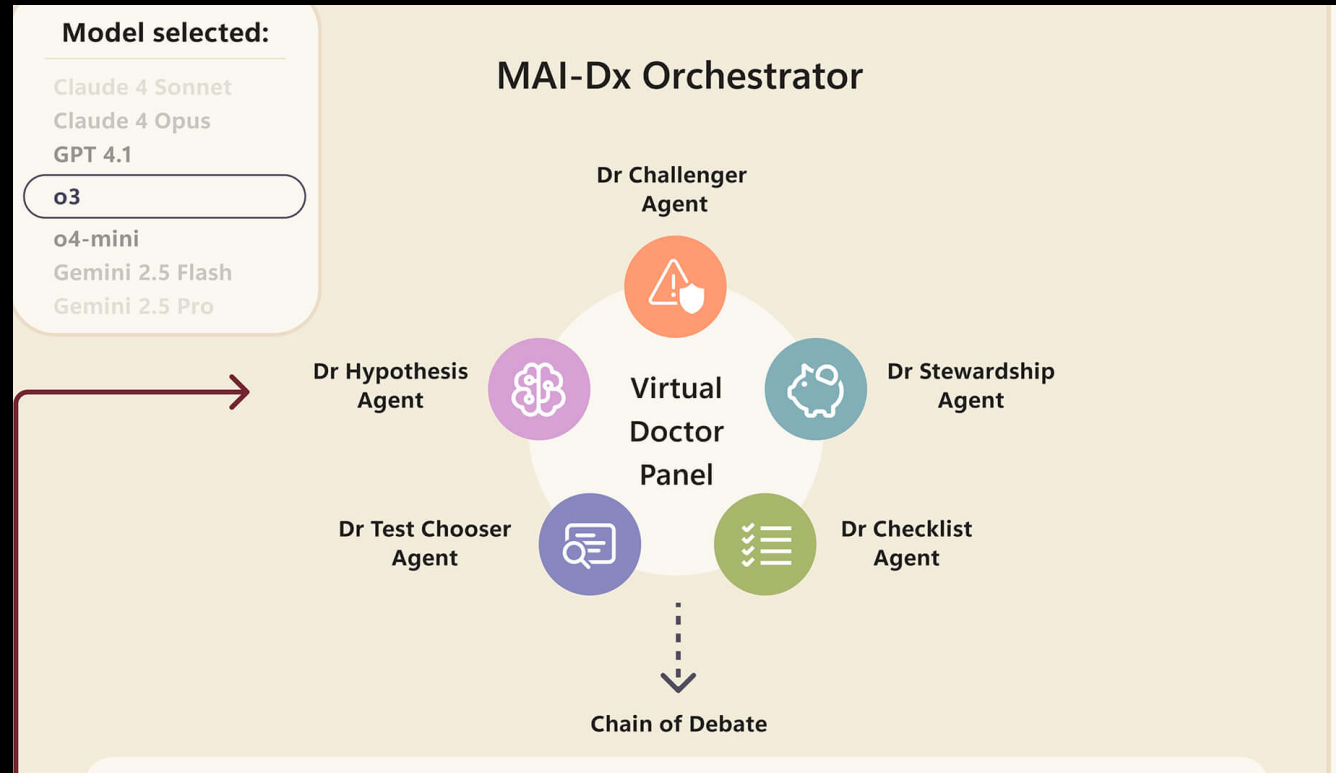 Model selected:
Claude 4 Sonnet
Claude 4 Opus
GPT 4.1
o3
o4-mini
Gemini 2.5 Flash
Gemini 2.5 Pro
MAI-Dx Orchestrator
Dr Challenger
Agent
Dr Hypothesis
Agent
Virtual
Doctor
Panel
Dr Stewardship
Agent
Dr Test Chooser
Agent
Dr Checklist
Agent
Chain of Debate